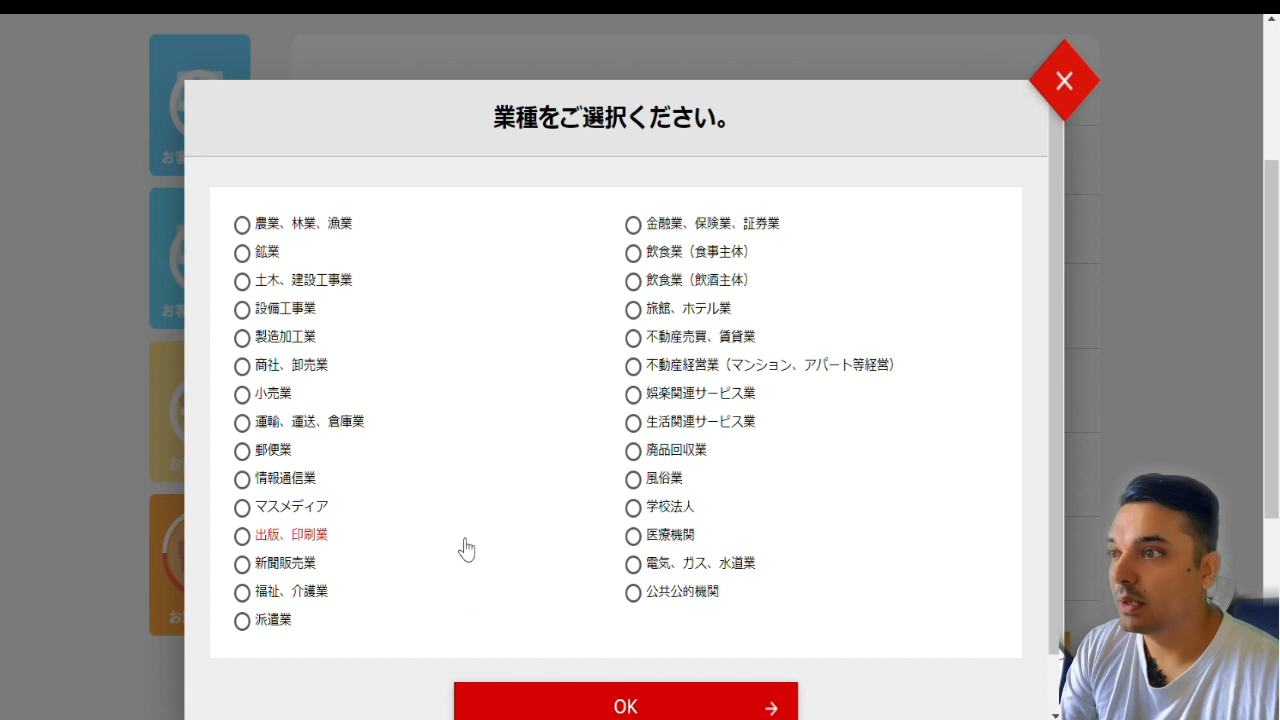 業種をご選択ください。
農業、林業、漁業
鉱業
土木、建設工事業
設備工事業
製造加工業
商社、卸売業
小売業
運輸、運送、倉庫業
郵便業
情報通信業
マスメディア
出版、印刷業
新聞販売業
福祉、介護業
派遣業
金融業、保険業、証券業
飲食業（食事主体）
飲食業（飲酒主体）
旅館、ホテル業
不動産売買、賃貸業
不動産経営業（マンション、アパート等経営）
娯楽関連サービス業
生活関連サービス業
廃品回収業
風俗業
学校法人
医療機関
電気、ガス、水道業
公共公的機関
OK